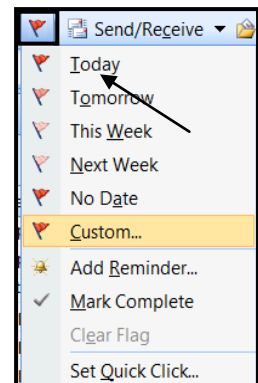 Send/Receive
Today
Tomorrow
This Week
Next Week
No Date
Custom...
Add Reminder...
Mark Complete
Clear Flag
Set Quick Click...